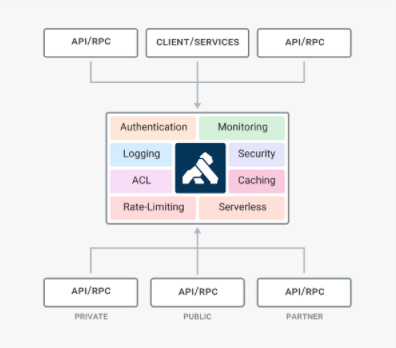 API/RPC
CLIENT/SERVICES
API/RPC
Authentication
Monitoring
Logging
Security
ACL
Caching
Rate-Limiting
Serverless
API/RPC
API/RPC
API/RPC
PRIVATE
PUBLIC
PARTNER